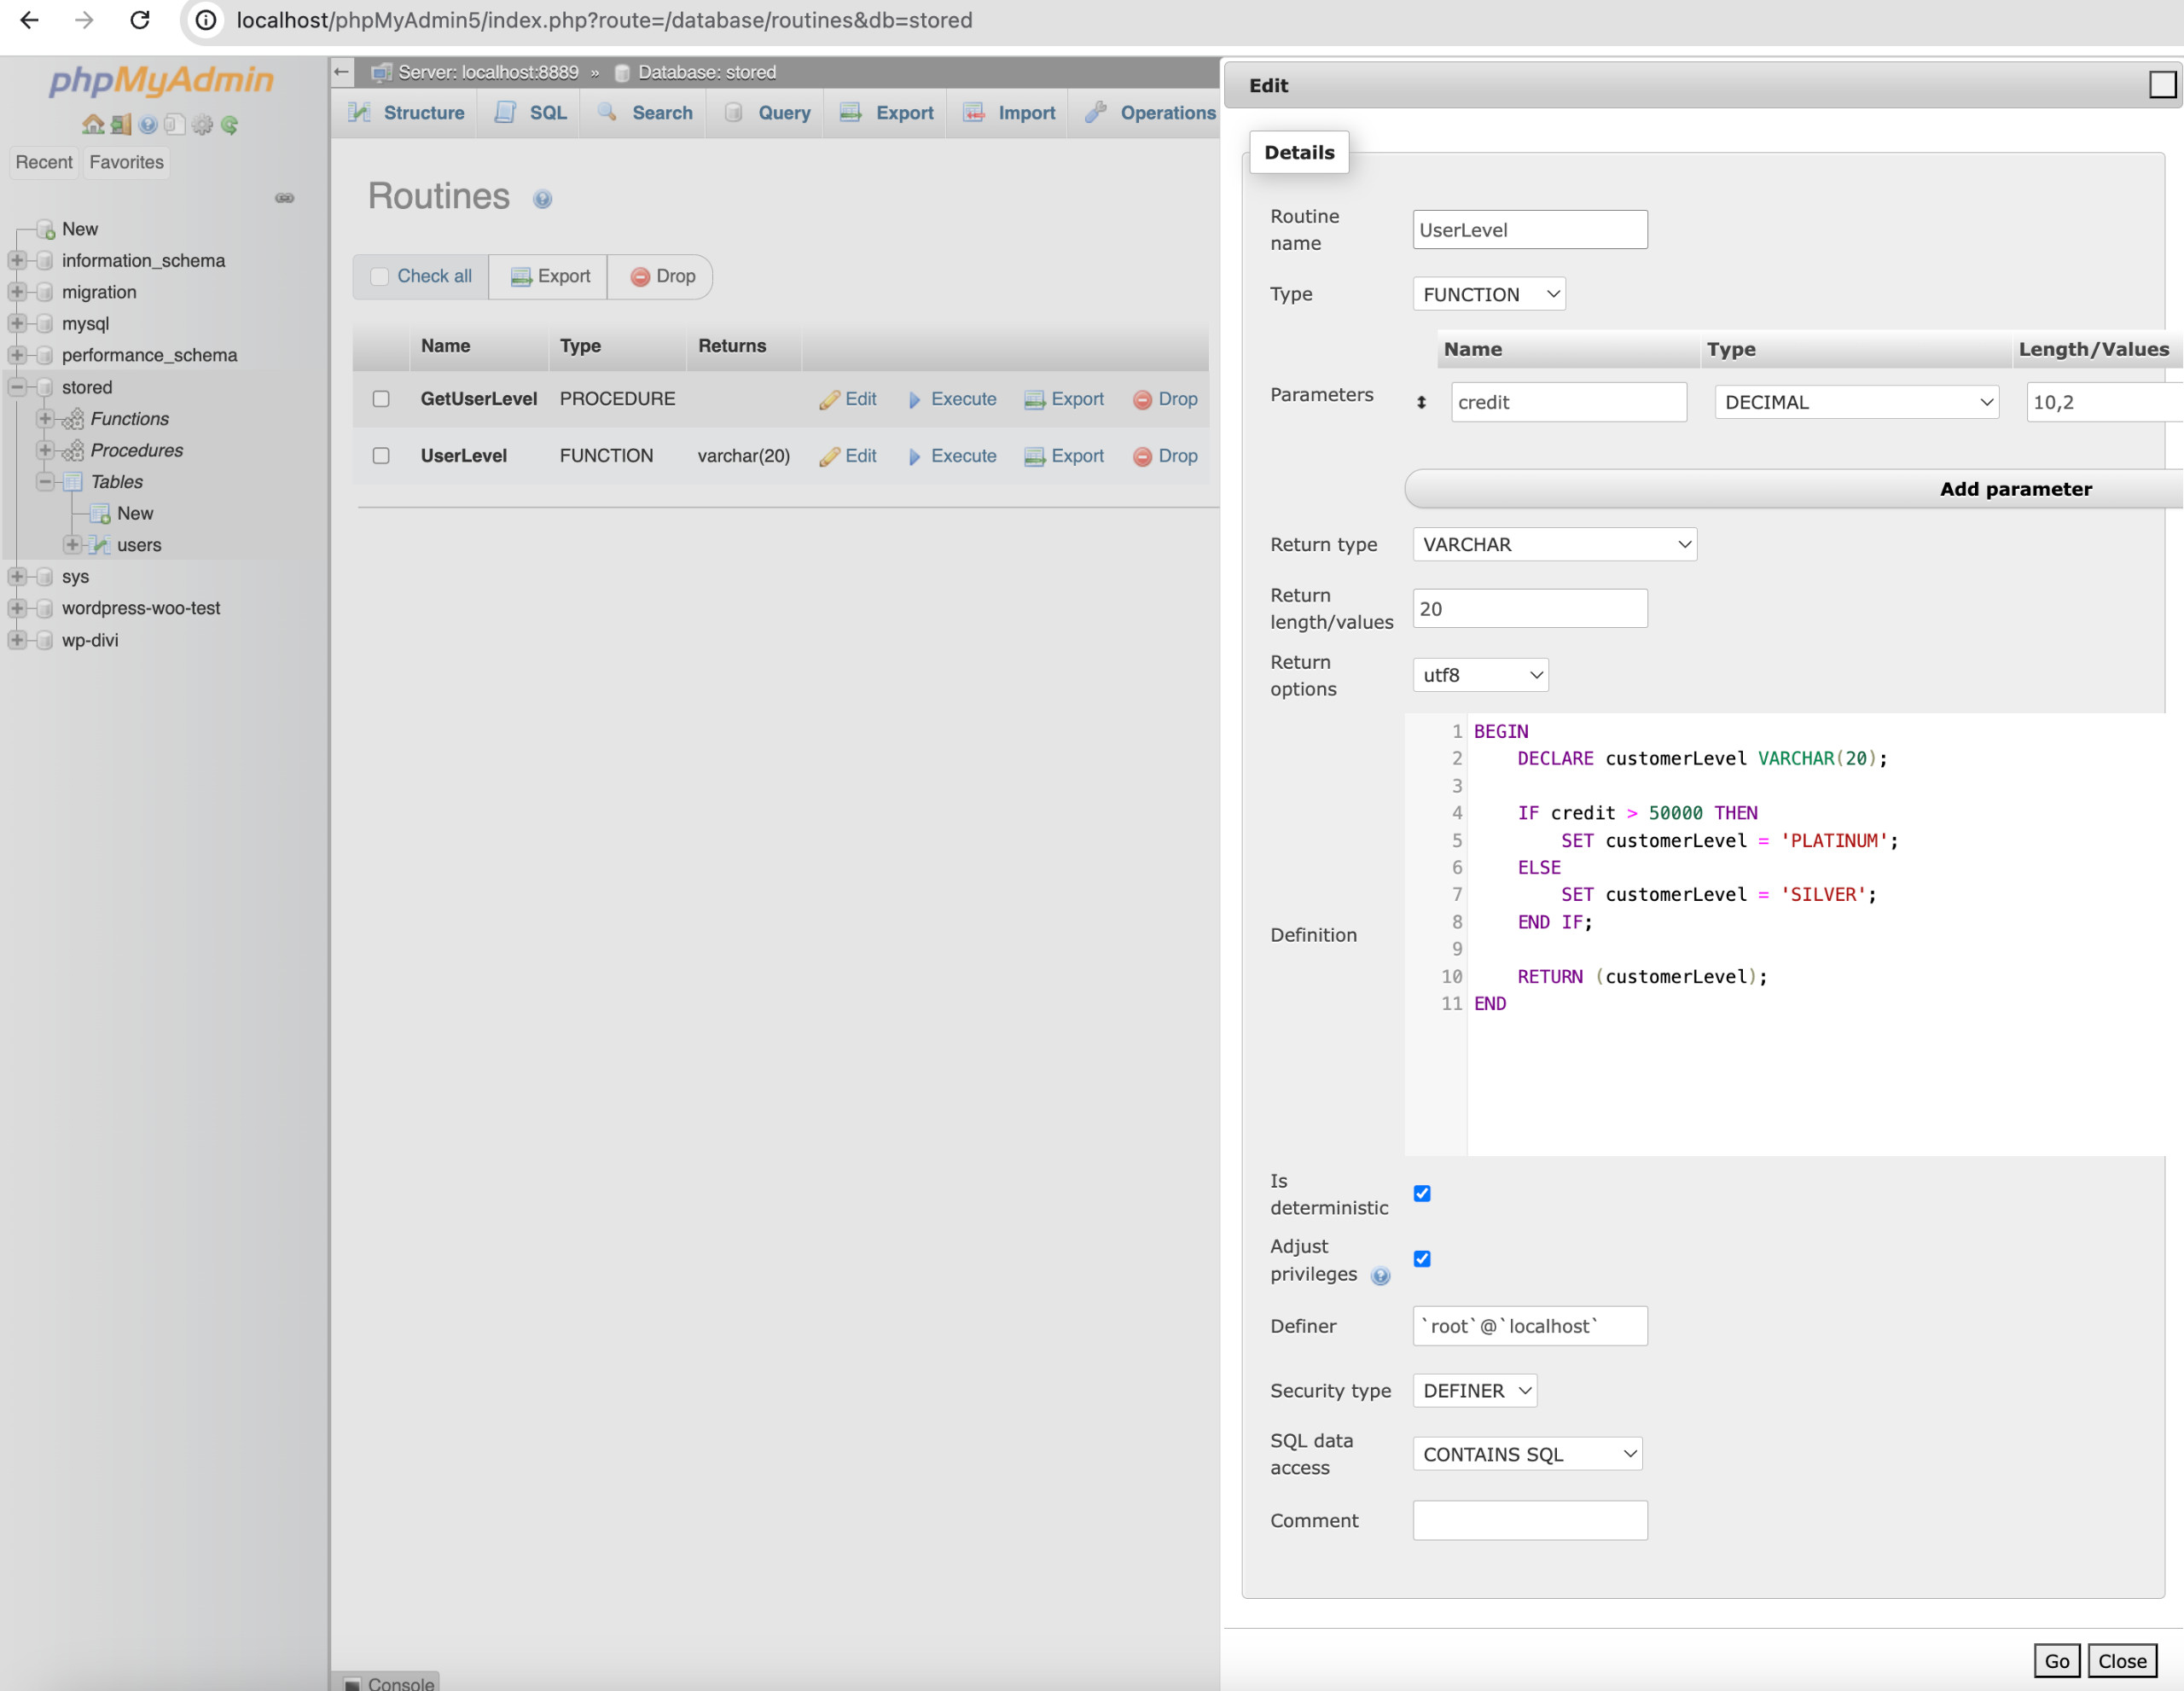 localhost/phpMyAdmin5/index.php?route=/database/routines&db=stored
phpMyAdmin
Recent Favorites
New
information_schema
migration
mysql
performance_schema
stored
Functions
Procedures
Tables
New
users
sys
wordpress-woo-test
wp-divi
Server: localhost:8889 » Database: stored
Structure SQL Search Query Export Import Operations
Routines
Check all Export Drop
Name Type Returns
GetUserLevel PROCEDURE Edit Execute Export Drop
UserLevel FUNCTION varchar(20) Edit Execute Export Drop
Console
Edit
Details
Routine name UserLevel
Type FUNCTION
Name Type Length/Values
Parameters credit DECIMAL 10,2
Add parameter
Return type VARCHAR
Return length/values 20
Return options utf8
Definition
1 BEGIN
2 DECLARE customerLevel VARCHAR(20);
3
4 IF credit > 50000 THEN
5 SET customerLevel = 'PLATINUM';
6 ELSE
7 SET customerLevel = 'SILVER';
8 END IF;
9
10 RETURN (customerLevel);
11 END
Is deterministic
Adjust privileges
Definer `root`@`localhost`
Security type DEFINER
SQL data access CONTAINS SQL
Comment
Go Close